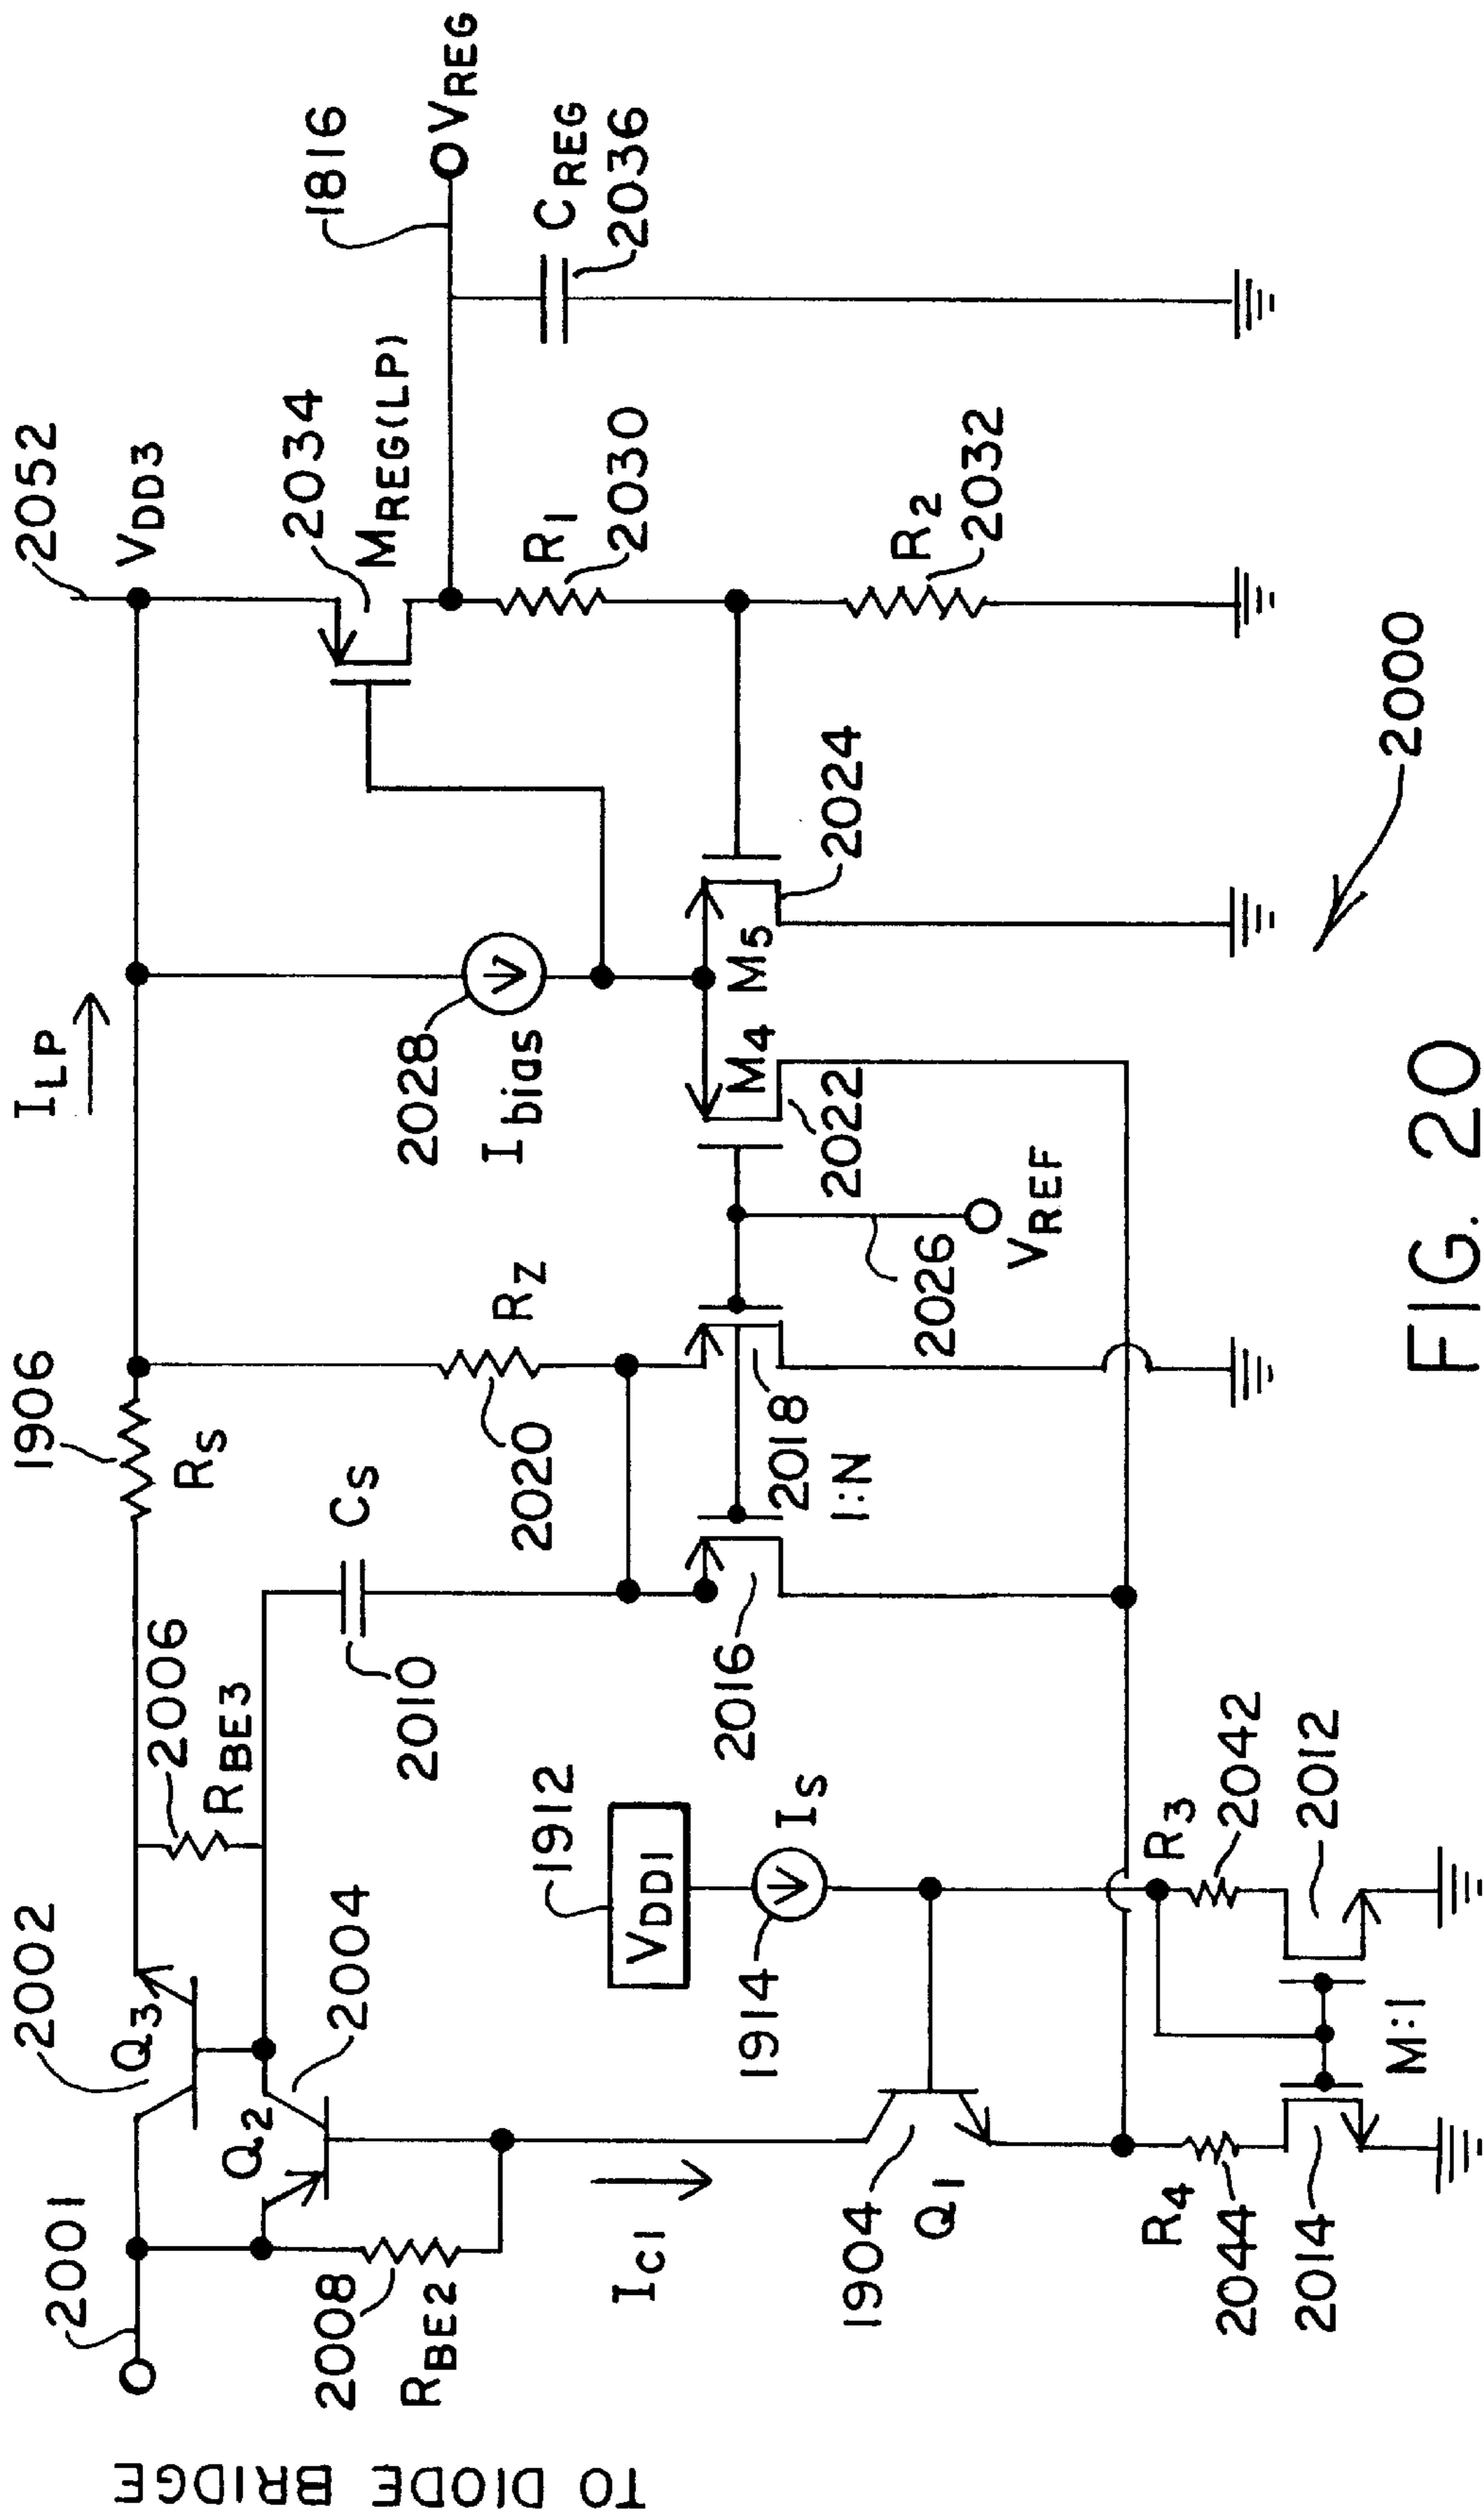 TO DIODE BRIDGE
2001
2002
Q3
2006
RBE3
1906
RS
ILP
2052
VDD3
2034
MREG(LP)
1816
VREG
CREG
2036
Q2
2004
2008
RBE2
CS
2010
RZ
2020
2028
Ibias
R1
2030
IC1
1912
VDD1
1914
IS
2016
2018
1:N
2022
M4
M5
2024
R2
2032
2026
VREF
1904
Q1
R4
2044
2014
R3
2042
2012
M:1
2000
FIG. 20